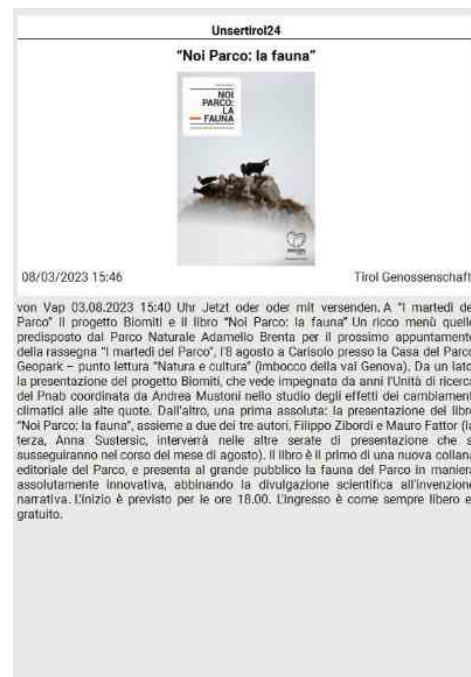 Unsertirol24
"Noi Parco: la fauna"
NOI
PARCO:
LA
FAUNA
08/03/2023 15:46
Tirol Genossenschaft
von Vap 03.08.2023 15:40 Uhr Jetzt oder oder mit versenden. A "I martedì de
Parco" il progetto Biomiti e il libro "Noi Parco: la fauna" Un ricco menù quelle
predisposto dal Parco Naturale Adamello Brenta per il prossimo appuntamento
della rassegna "I martedì del Parco", l'8 agosto a Carisolo presso la Casa del Parco
Geopark – punto lettura "Natura e cultura" (imbocco della val Genova). Da un lato
la presentazione del progetto Biomiti, che vede impegnata da anni l'Unità di ricerca
del Pnab coordinata da Andrea Mustoni nello studio degli effetti dei cambiament
climatici alle alte quote. Dall'altro, una prima assoluta: la presentazione del libro
"Noi Parco: la fauna", assieme a due dei tre autori, Filippo Zibordi e Mauro Fattor (la
terza, Anna Sustersic, interverrà nelle altre serate di presentazione che s
susseguiranno nel corso del mese di agosto). Il libro è il primo di una nuova collana
editoriale del Parco, e presenta al grande pubblico la fauna del Parco in maniera
assolutamente innovativa, abbinando la divulgazione scientifica all'invenzione
narrativa. L'inizio è previsto per le ore 18.00. L'ingresso è come sempre libero e
gratuito.